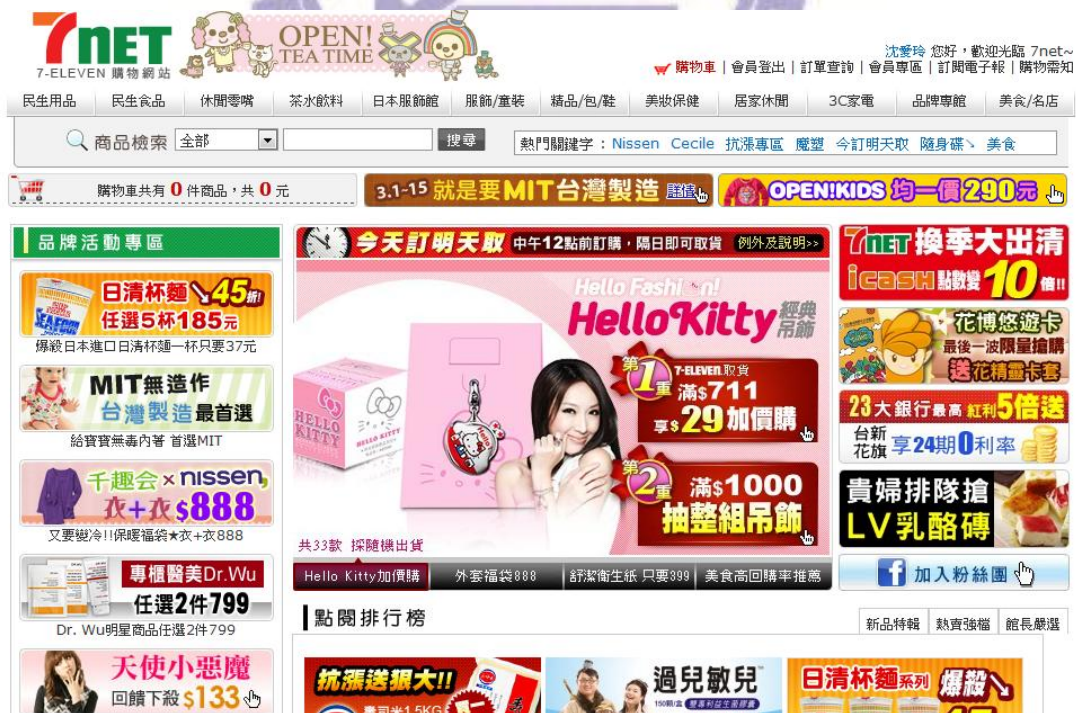 7NET
7-ELEVEN 購物網站
OPEN!
TEA TIME
沈愛玲 您好，歡迎光臨 7net~
購物車 | 會員登出 | 訂單查詢 | 會員專區 | 訂閱電子報 | 購物需知
民生用品 民生食品 休閒零嘴 茶水飲料 日本服飾館 服飾/童裝 精品/包/鞋 美妝保健 居家休閒 3C家電 品牌專館 美食/名店
商品檢索 全部 搜尋
熱門關鍵字：Nissen Cecile 抗漲專區 魔塑 今訂明天取 隨身碟↘ 美食
購物車共有 0 件商品，共 0 元
3.1-15 就是要MIT台灣製造 詳情
OPEN!KIDS 均一價290元
品牌活動專區
日清杯麵↘45折!
任選5杯185元
爆殺日本進口日清杯麵一杯只要37元
MIT無造作
台灣製造最首選
給寶寶無毒內著 首選MIT
千趣会×nissen,
衣+衣$888
又要變冷!!保暖福袋★衣+衣888
專櫃醫美Dr.Wu
任選2件799
Dr. Wu明星商品任選2件799
天使小惡魔
回饋下殺$133
今天訂明天取 中午12點前訂購，隔日即可取貨 例外及說明>>
Hello Fashion!
HelloKitty 經典吊飾
HELLO KITTY
HELLO KITTY
第1重 7-ELEVEN.取貨
滿$711
享$29加價購
第2重 滿$1000
抽整組吊飾
共33款 採隨機出貨
Hello Kitty加價購 外套福袋888 舒潔衛生紙 只要399 美食高回購率推薦
7NET 換季大出清
icash 點數變10倍!!
花博悠遊卡
最後一波限量搶購
送花精靈卡套
23大銀行最高 紅利5倍送
台新
花旗 享24期0利率
貴婦排隊搶
LV乳酪磚
f 加入粉絲團
點閱排行榜
新品特輯 熱賣強檔 館長嚴選
抗漲送狠大!!
壽司米1.5KG
過兒敏兒
150顆/盒
日清杯麵系列 爆殺↘